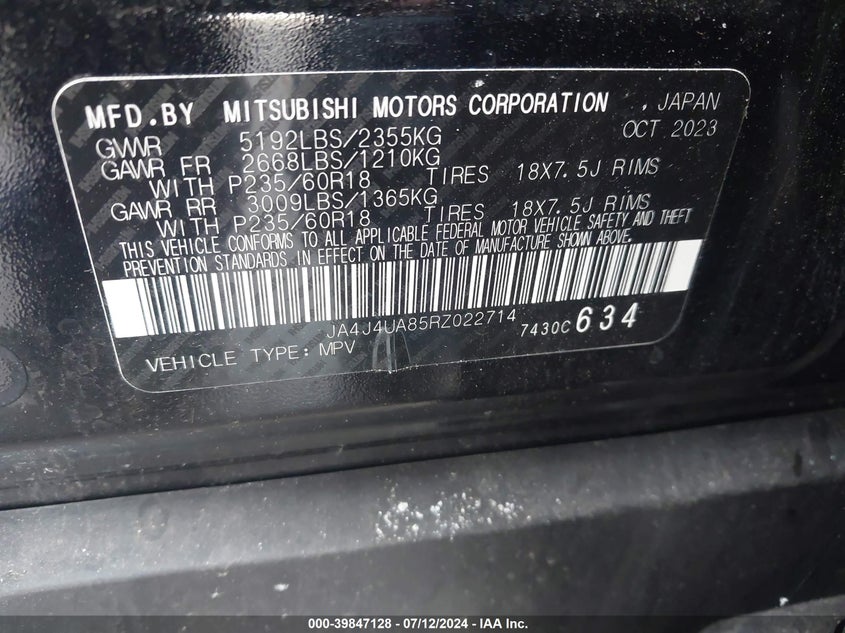 MFD.BY MITSUBISHI MOTORS CORPORATION , JAPAN
GVWR 5192LBS/2355KG OCT 2023
GAWR FR 2668LBS/1210KG
WITH P235/60R18 TIRES 18X7.5J RIMS
GAWR RR 3009LBS/1365KG
WITH P235/60R18 TIRES 18X7.5J RIMS
THIS VEHICLE CONFORMS TO ALL APPLICABLE FEDERAL MOTOR VEHICLE SAFETY AND THEFT
PREVENTION STANDARDS IN EFFECT ON THE DATE OF MANUFACTURE SHOWN ABOVE.
JA4J4UA85RZ022714
7430C634
VEHICLE TYPE: MPV
000-39847128 - 07/12/2024 - IAA Inc.